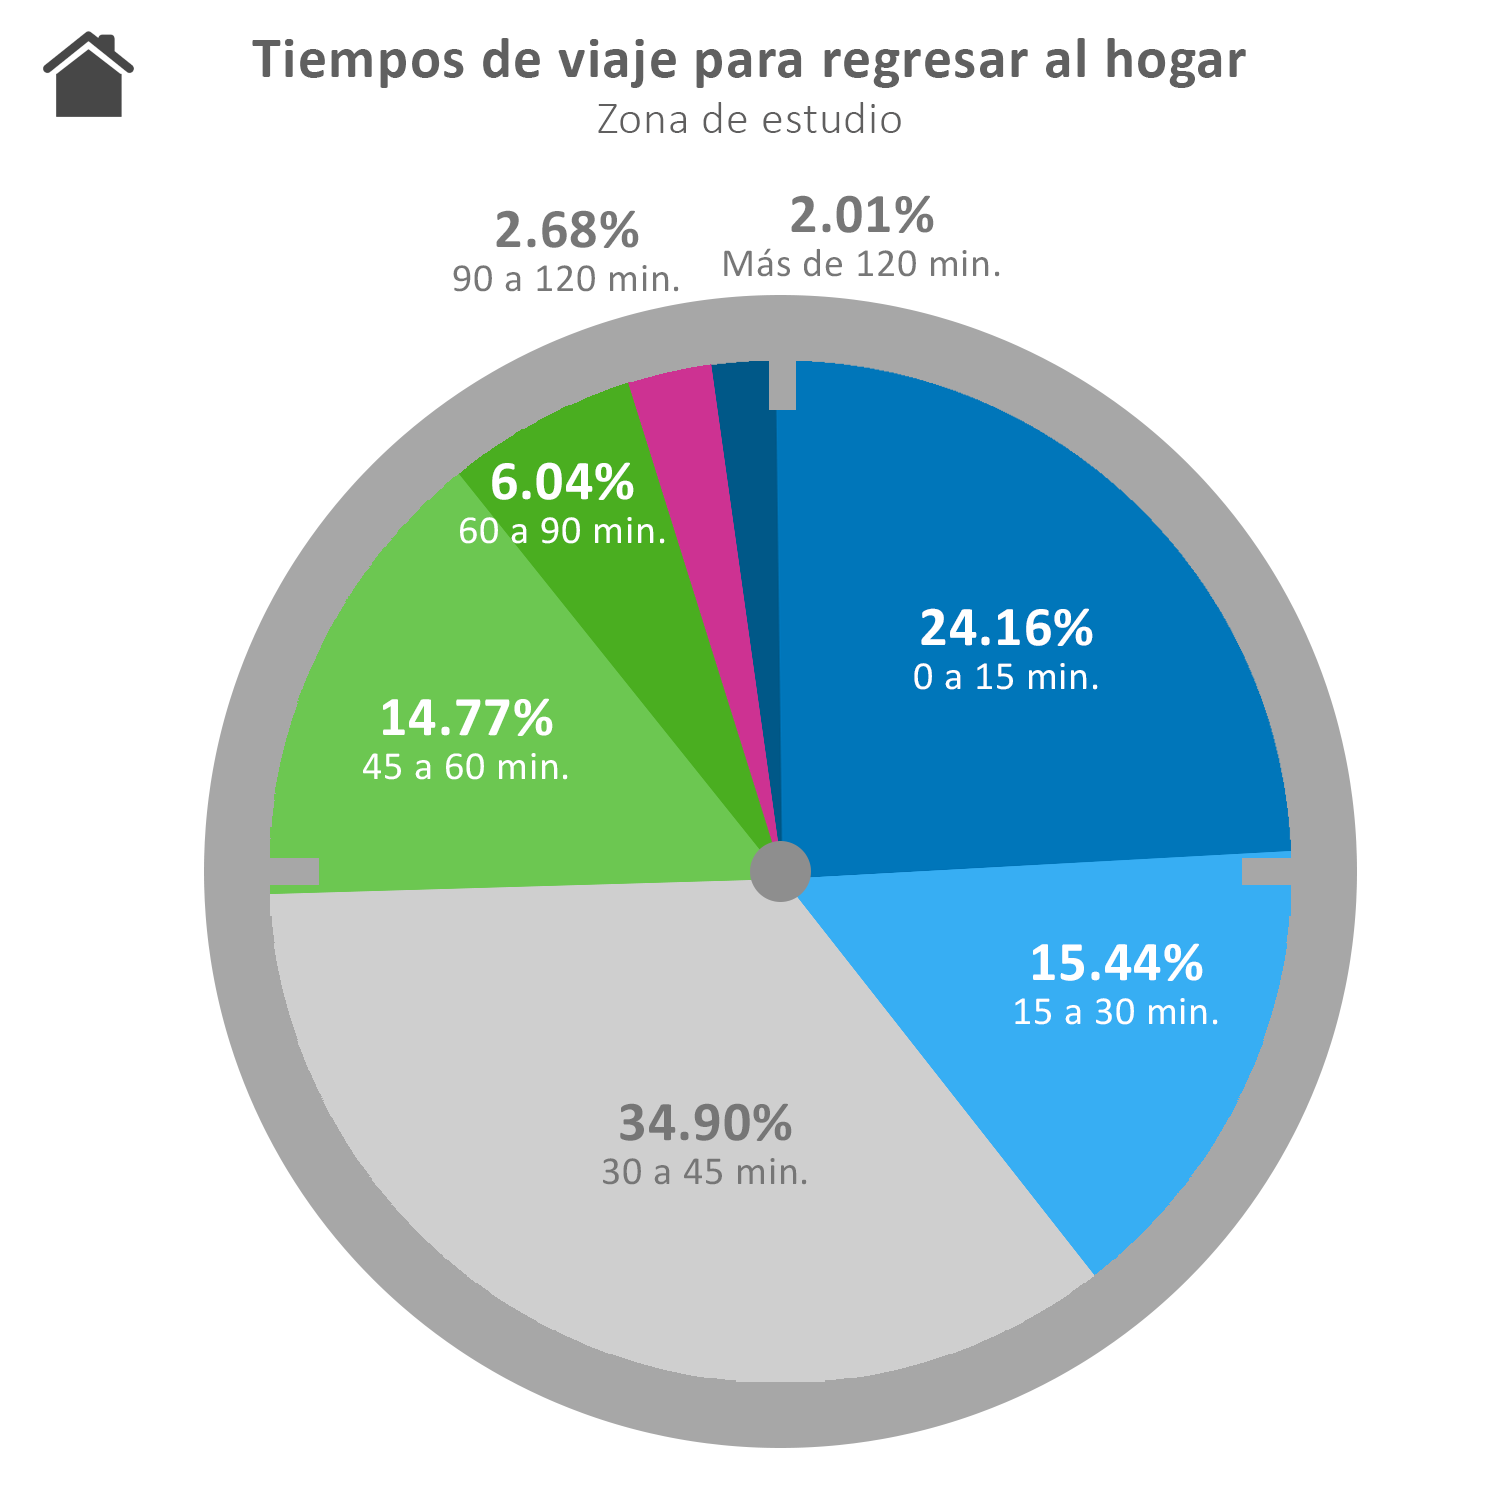 Tiempos de viaje para regresar al hogar
Zona de estudio
2.68%
90 a 120 min.
2.01%
Más de 120 min.
6.04%
60 a 90 min.
24.16%
0 a 15 min.
14.77%
45 a 60 min.
15.44%
15 a 30 min.
34.90%
30 a 45 min.